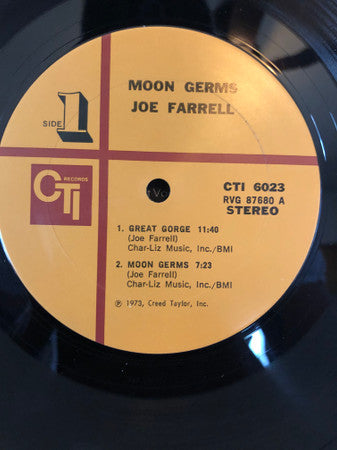 MOON GERMS
JOE FARRELL
SIDE 1
CTI RECORDS
CTI 6023
RVG 87680 A
STEREO
1. GREAT GORGE 11:40
(Joe Farrell)
Char-Liz Music, Inc./BMI
2. MOON GERMS 7:23
(Joe Farrell)
Char-Liz Music, Inc./BMI
℗ 1973, Creed Taylor, Inc.